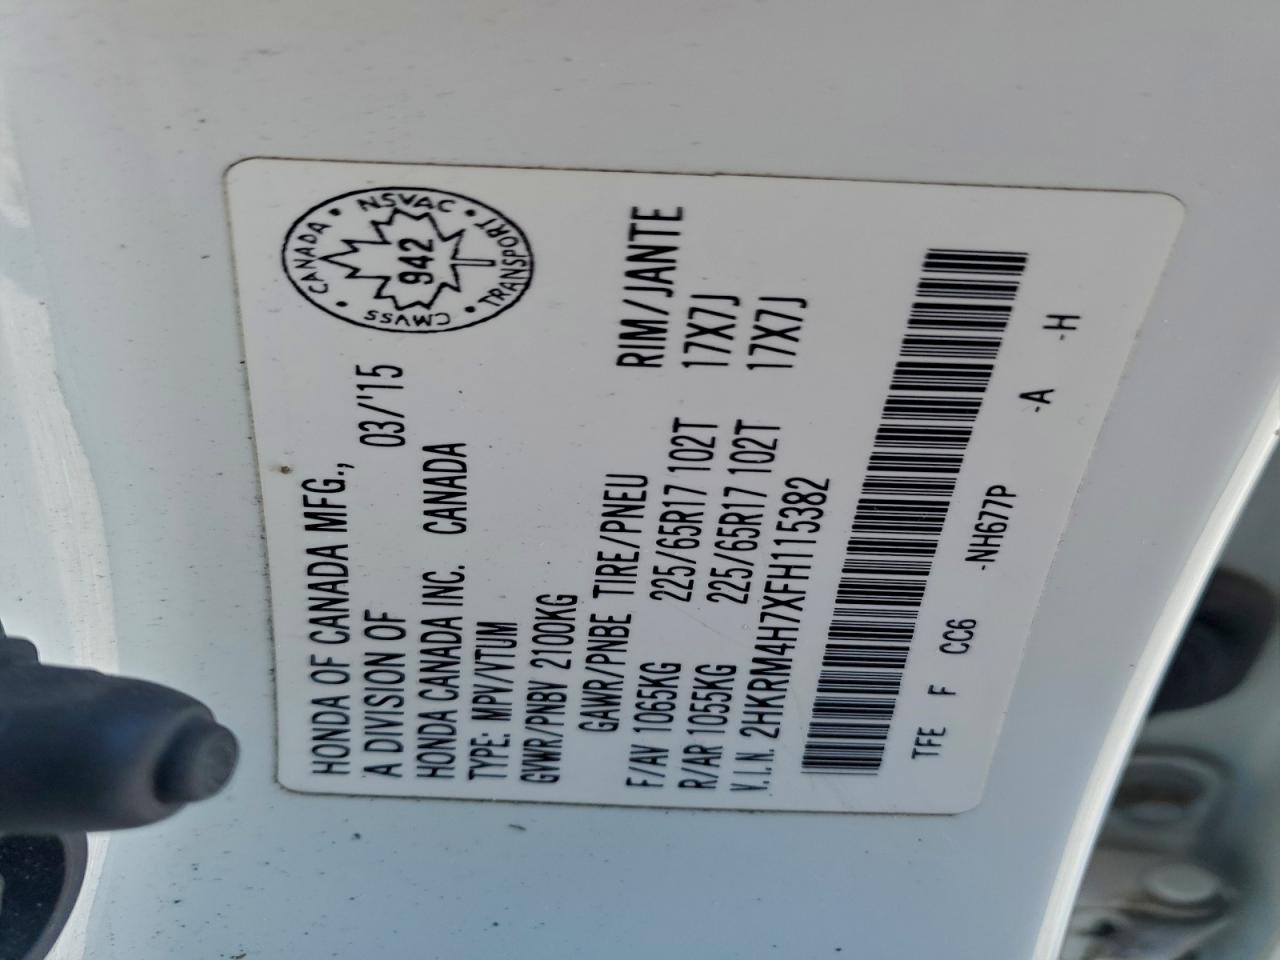 HONDA OF CANADA MFG.,
A DIVISION OF 03/'15
HONDA CANADA INC. CANADA
TYPE: MPV/VTUM
GVWR/PNBV 2100KG
GAWR/PNBE TIRE/PNEU RIM/JANTE
F/AV 1065KG 225/65R17 102T 17X7J
R/AR 1055KG 225/65R17 102T 17X7J
V.I.N. 2HKRM4H7XFH115382
TFE F CC6 -NH677P -A -H
CANADA • NSVAC • TRANSPORT • CMVSS •
942